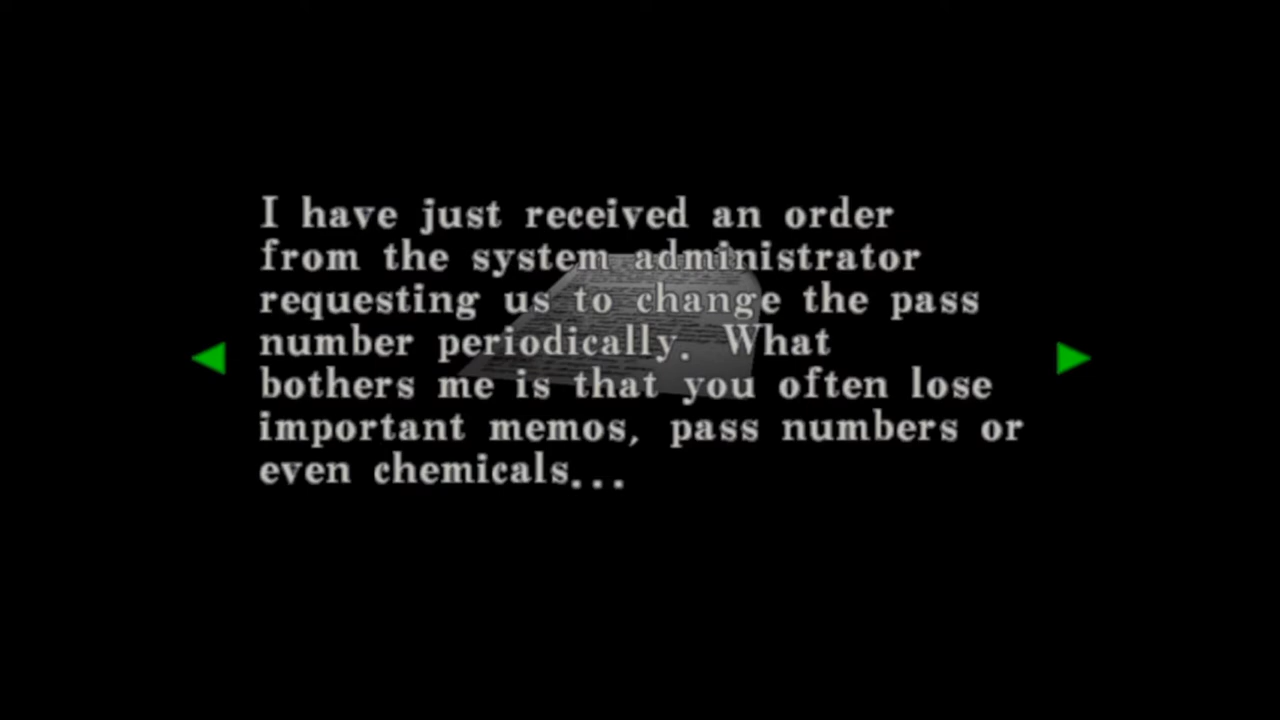 I have just received an order
from the system administrator
requesting us to change the pass
number periodically. What
bothers me is that you often lose
important memos, pass numbers or
even chemicals...